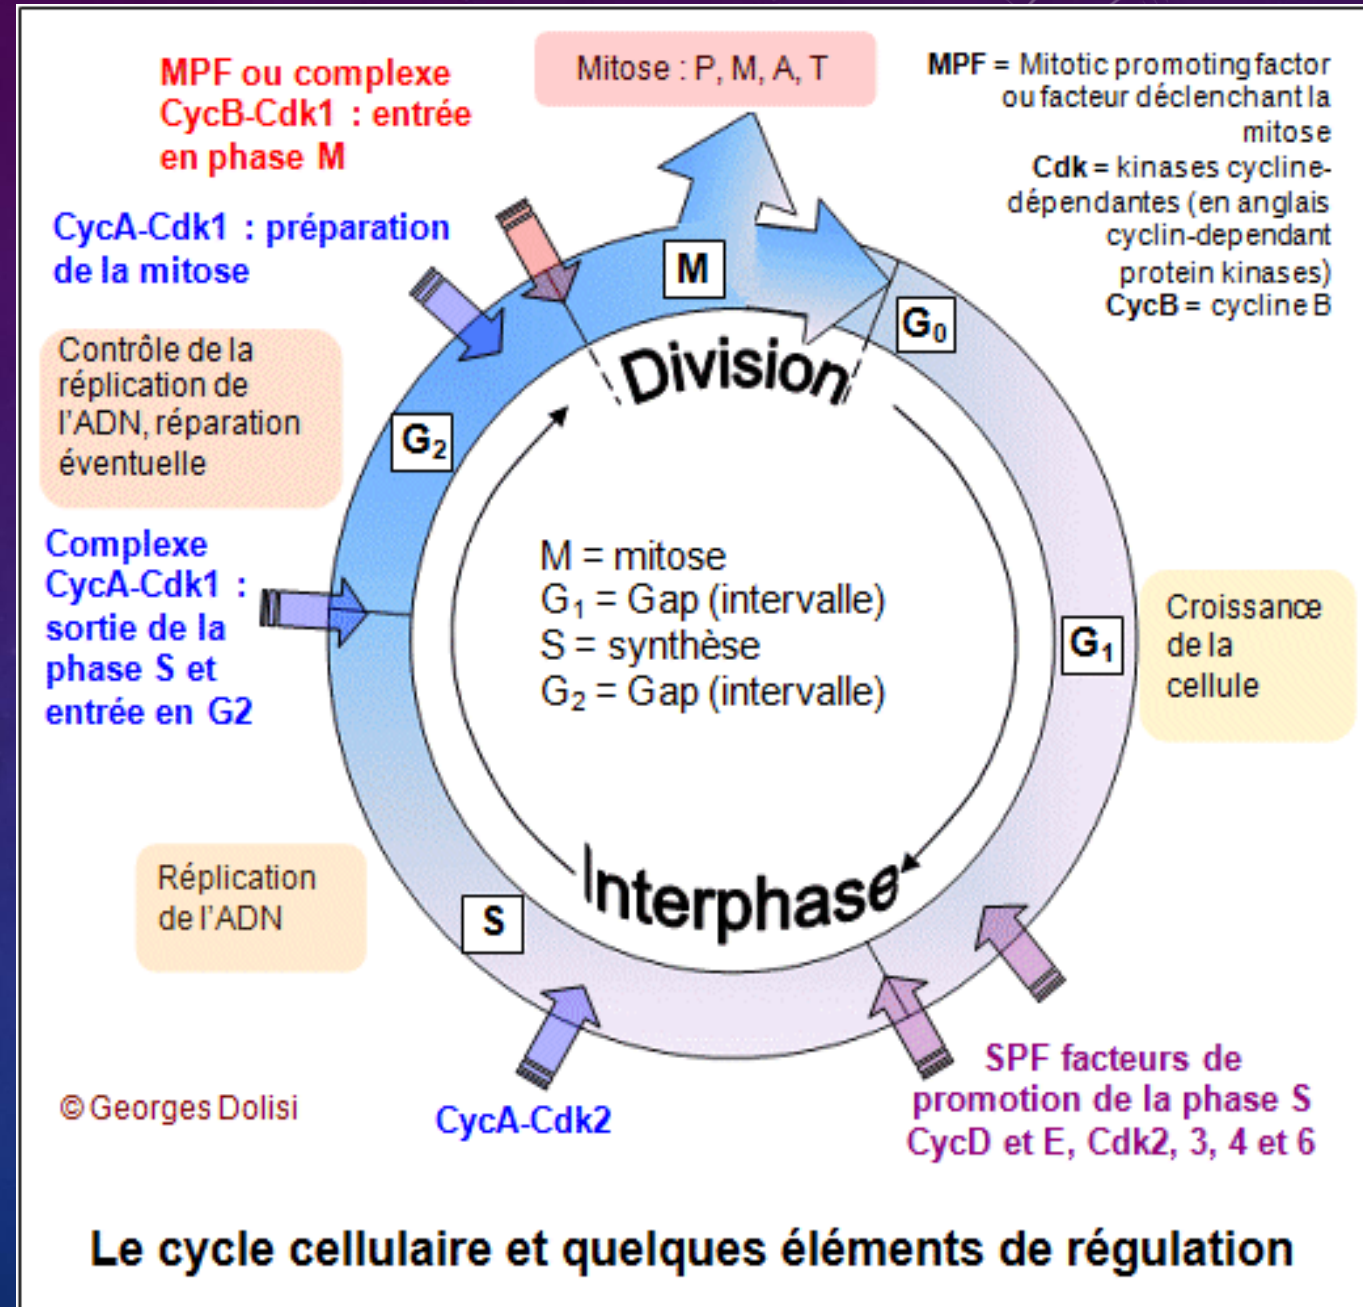 MPF ou complexe
CycB-Cdk1 : entrée
en phase M
Mitose : P, M, A, T
MPF = Mitotic promoting factor
ou facteur déclenchant la
mitose
Cdk = kinases cycline-
dépendantes (en anglais
cyclin-dependant
protein kinases)
CycB = cycline B
CycA-Cdk1 : préparation
de la mitose
M
G₀
Division
Contrôle de la
réplication de
l'ADN, réparation
éventuelle
G₂
Complexe
CycA-Cdk1 :
sortie de la
phase S et
entrée en G2
M = mitose
G₁ = Gap (intervalle)
S = synthèse
G₂ = Gap (intervalle)
G₁
Croissance
de la
cellule
Interphase
Réplication
de l'ADN
S
SPF facteurs de
promotion de la phase S
CycD et E, Cdk2, 3, 4 et 6
CycA-Cdk2
© Georges Dolisi
Le cycle cellulaire et quelques éléments de régulation